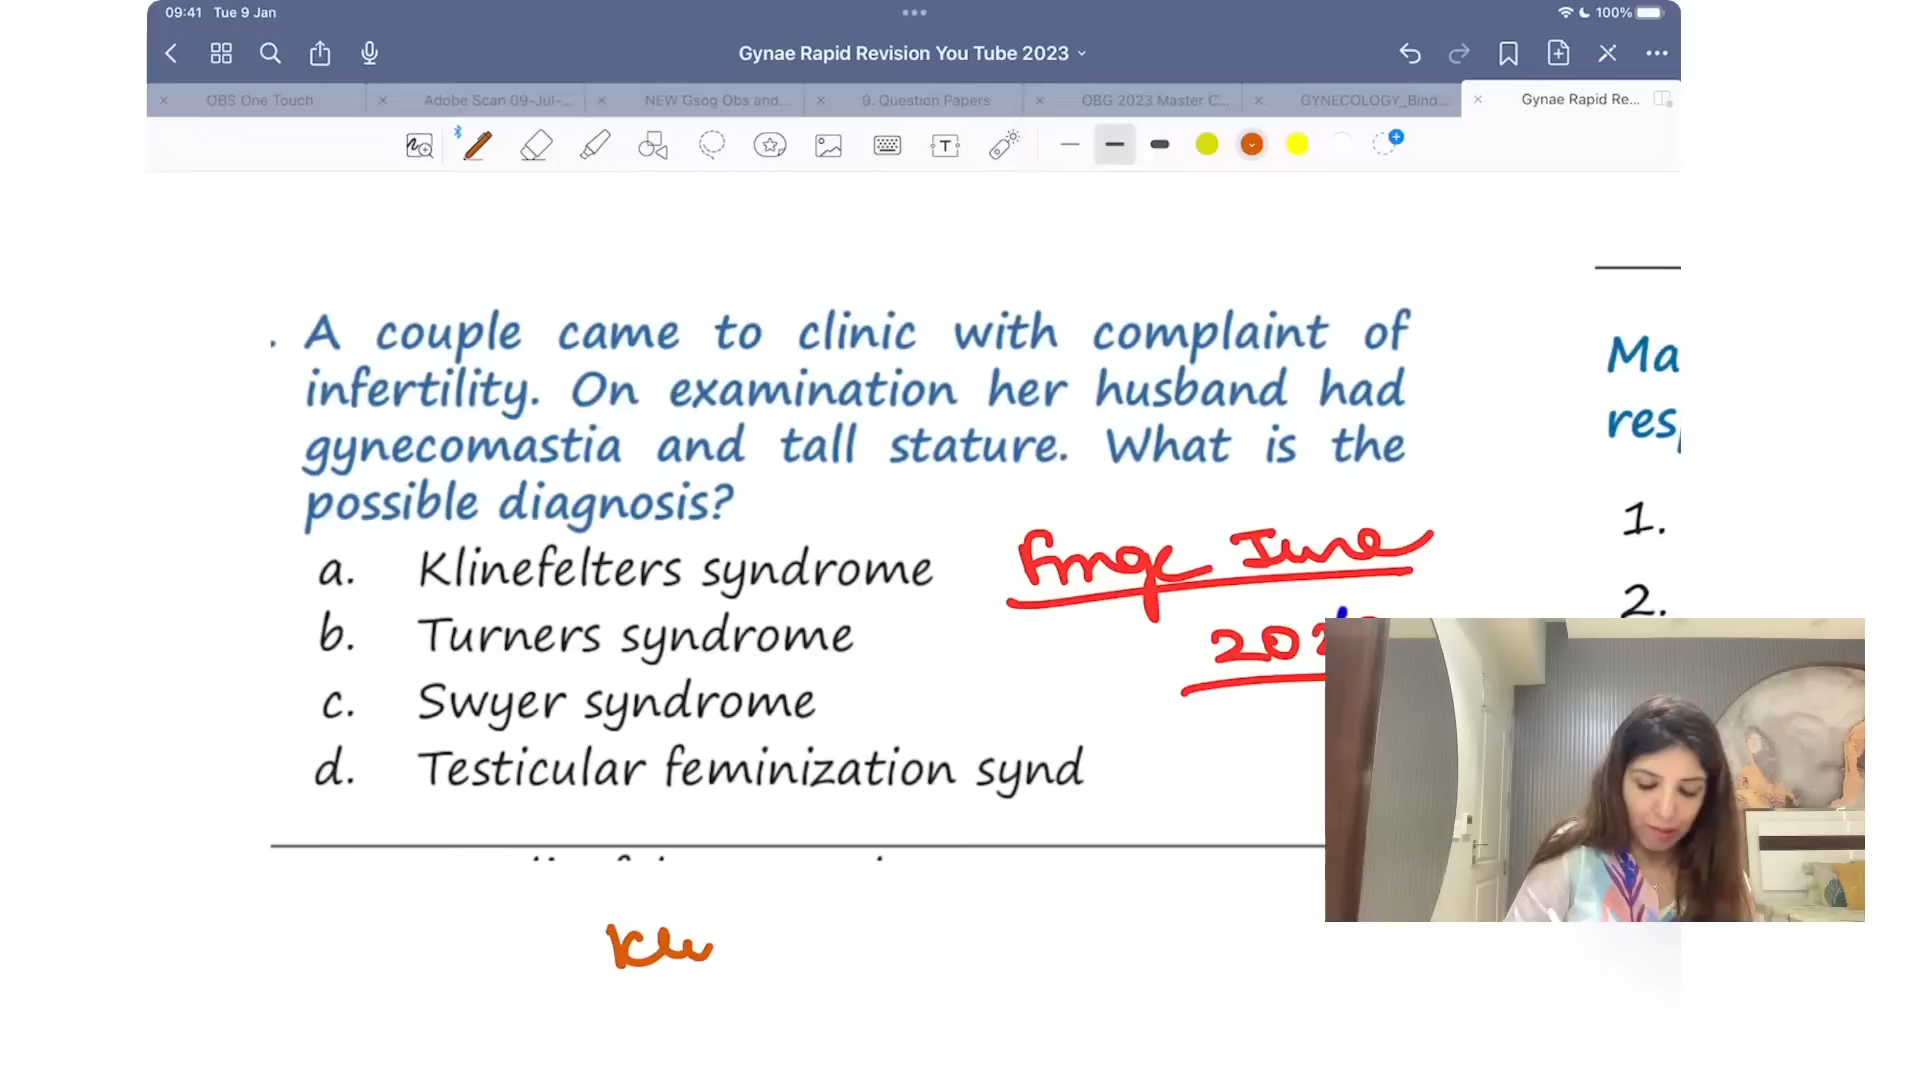 09:41 Tue 9 Jan
100%
Gynae Rapid Revision You Tube 2023
OBS One Touch
Adobe Scan 09-Jul-...
NEW Gsog Obs and...
9. Question Papers
OBG 2023 Master C...
GYNECOLOGY_Bind...
Gynae Rapid Re...
T
. A couple came to clinic with complaint of
infertility. On examination her husband had
gynecomastia and tall stature. What is the
possible diagnosis?
a. Klinefelters syndrome
b. Turners syndrome
c. Swyer syndrome
d. Testicular feminization synd
Fmge June
Ma
1.
2.